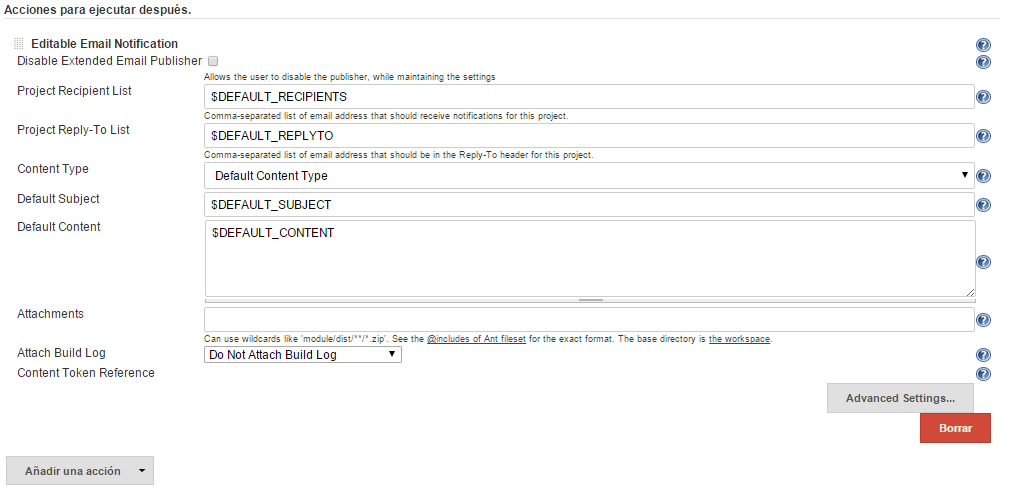 Acciones para ejecutar después.
Editable Email Notification
Disable Extended Email Publisher
Allows the user to disable the publisher, while maintaining the settings
Project Recipient List
$DEFAULT_RECIPIENTS
Comma-separated list of email address that should receive notifications for this project.
Project Reply-To List
$DEFAULT_REPLYTO
Comma-separated list of email address that should be in the Reply-To header for this project.
Content Type
Default Content Type
Default Subject
$DEFAULT_SUBJECT
Default Content
$DEFAULT_CONTENT
Attachments
Can use wildcards like 'module/dist/**/*.zip'. See the @includes of Ant fileset for the exact format. The base directory is the workspace.
Attach Build Log
Do Not Attach Build Log
Content Token Reference
Advanced Settings...
Borrar
Añadir una acción